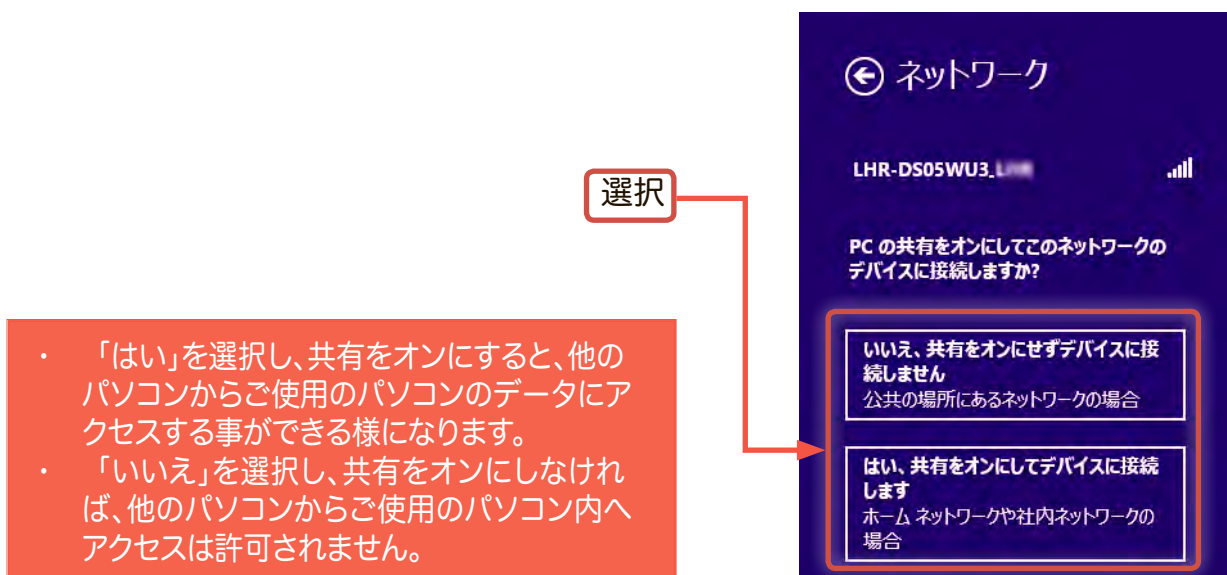 ネットワーク
LHR-DS05WU3_
PC の共有をオンにしてこのネットワークの
デバイスに接続しますか?
選択
いいえ、共有をオンにせずデバイスに接
続しません
公共の場所にあるネットワークの場合
はい、共有をオンにしてデバイスに接続
します
ホーム ネットワークや社内ネットワークの
場合
・ 「はい」を選択し、共有をオンにすると、他の
パソコンからご使用のパソコンのデータにア
クセスする事ができる様になります。
・ 「いいえ」を選択し、共有をオンにしなけれ
ば、他のパソコンからご使用のパソコン内へ
アクセスは許可されません。